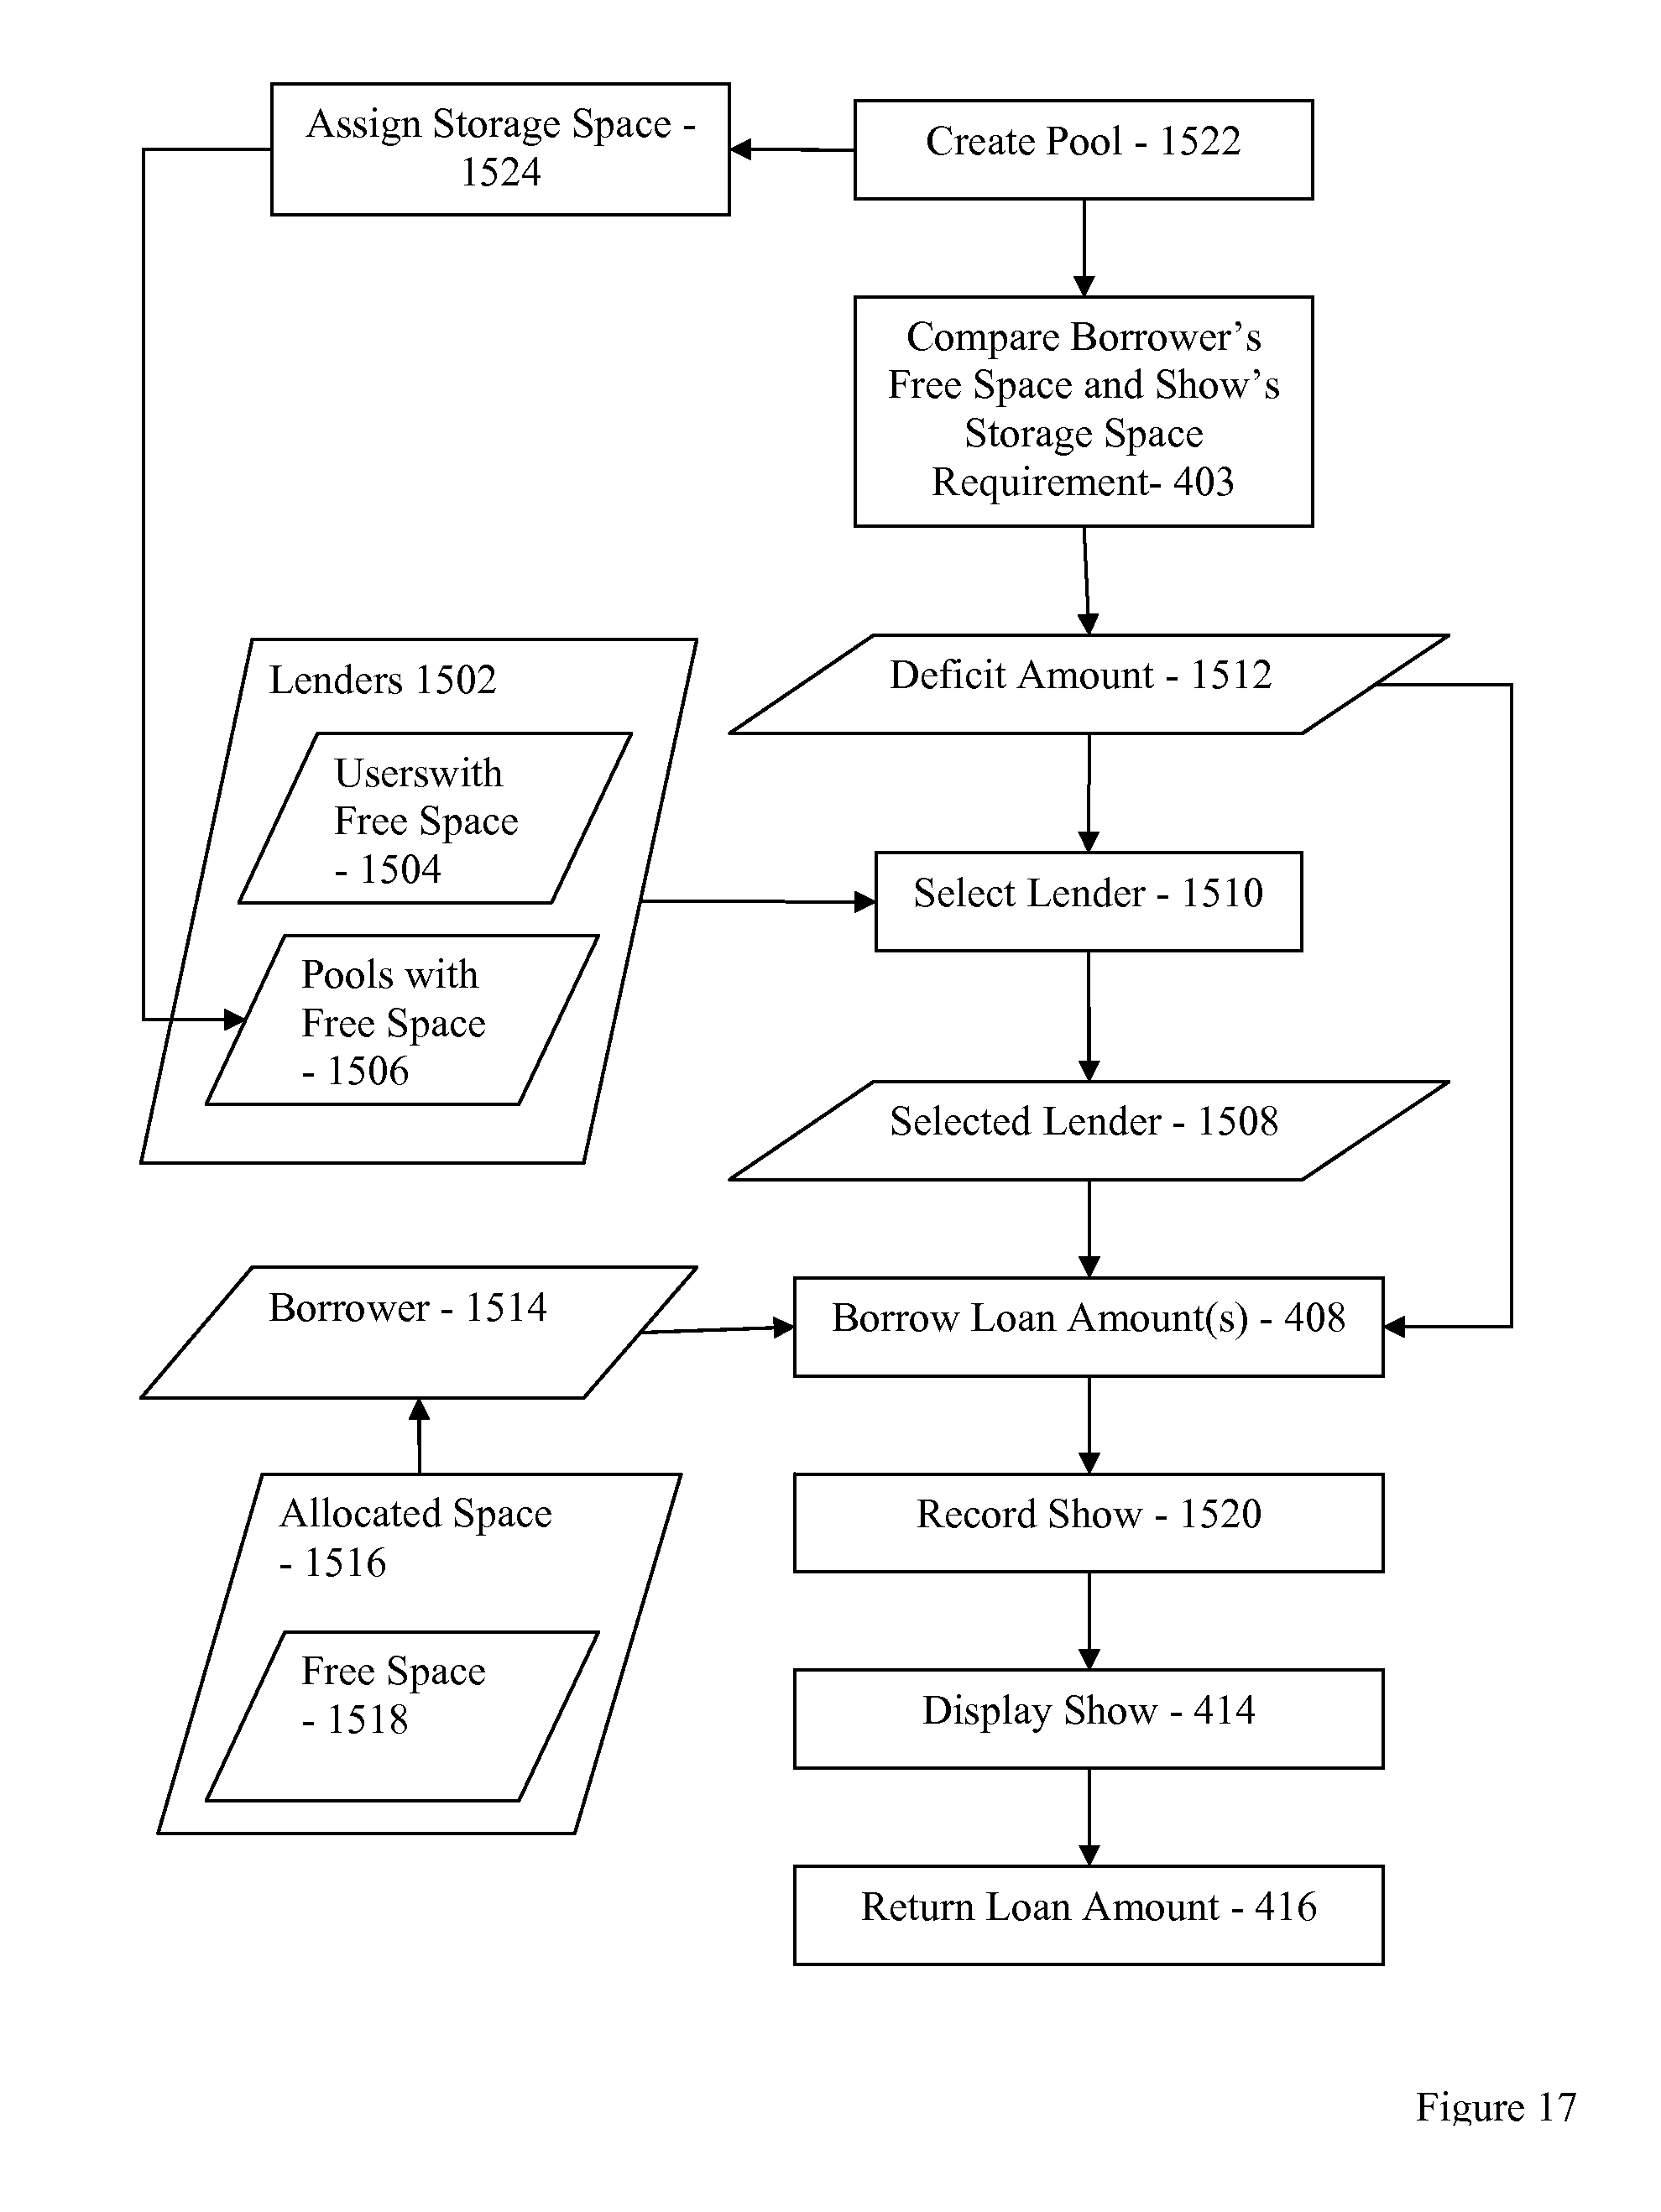 Assign Storage Space -
1524
Create Pool - 1522
Compare Borrower’s
Free Space and Show’s
Storage Space
Requirement- 403
Lenders 1502
Userswith
Free Space
- 1504
Pools with
Free Space
- 1506
Deficit Amount - 1512
Select Lender - 1510
Selected Lender - 1508
Borrower - 1514
Borrow Loan Amount(s) - 408
Allocated Space
- 1516
Free Space
- 1518
Record Show - 1520
Display Show - 414
Return Loan Amount - 416
Figure 17